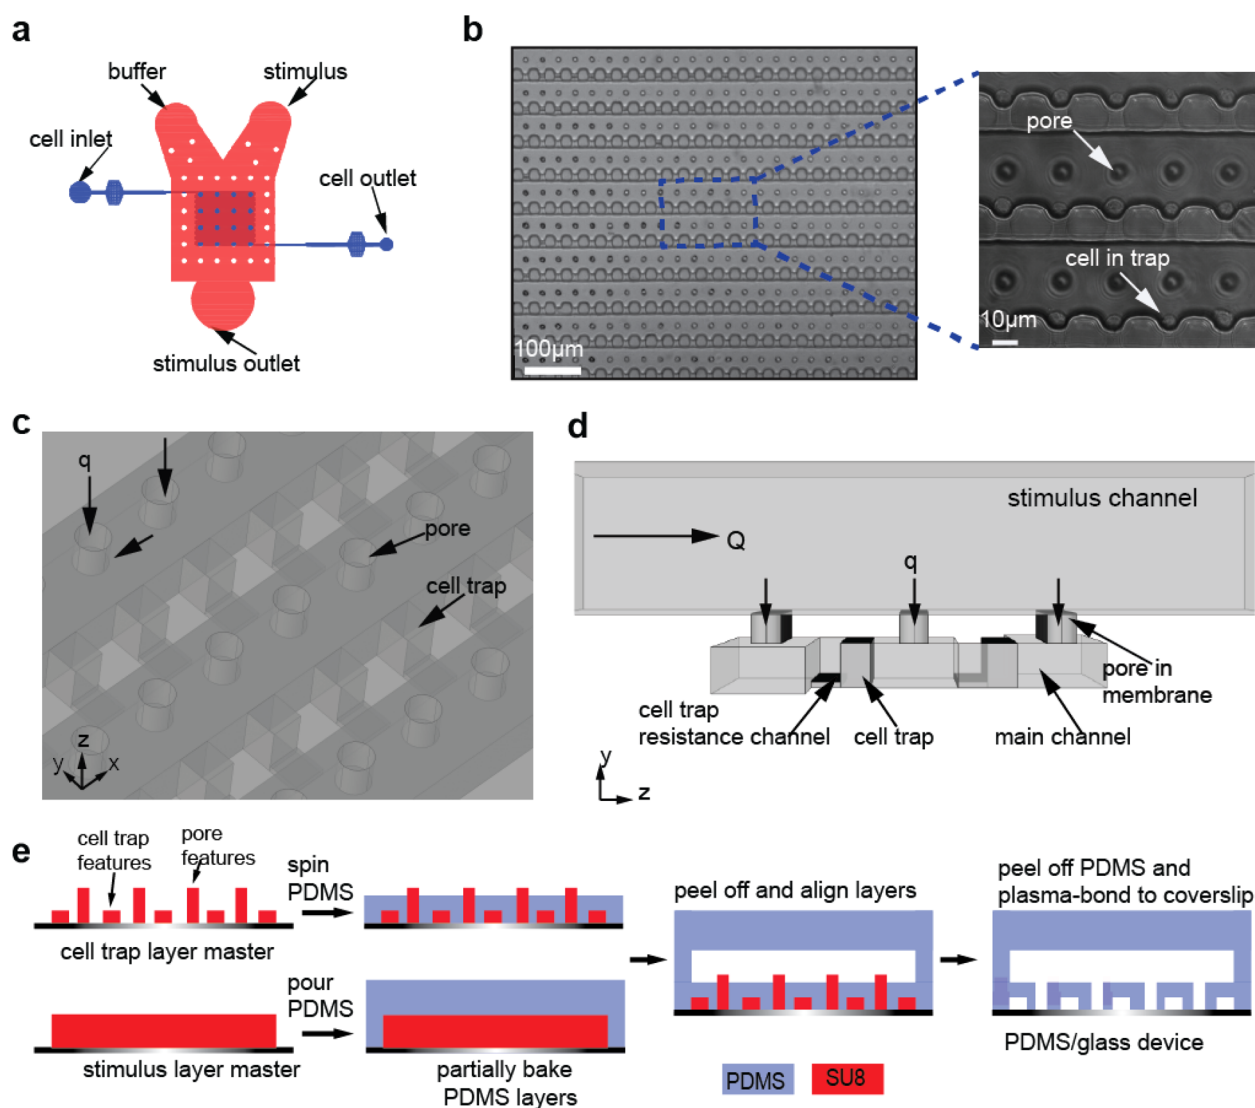 a
buffer
stimulus
cell inlet
cell outlet
stimulus outlet
b
pore
cell in trap
10µm
100µm
c
q
pore
cell trap
z
y
x
d
stimulus channel
Q
q
pore in
membrane
cell trap
resistance channel
cell trap
main channel
y
z
e
cell trap
features
pore
features
spin
PDMS
cell trap layer master
pour
PDMS
stimulus layer master
partially bake
PDMS layers
peel off and align layers
peel off PDMS and
plasma-bond to coverslip
PDMS/glass device
PDMS
SU8